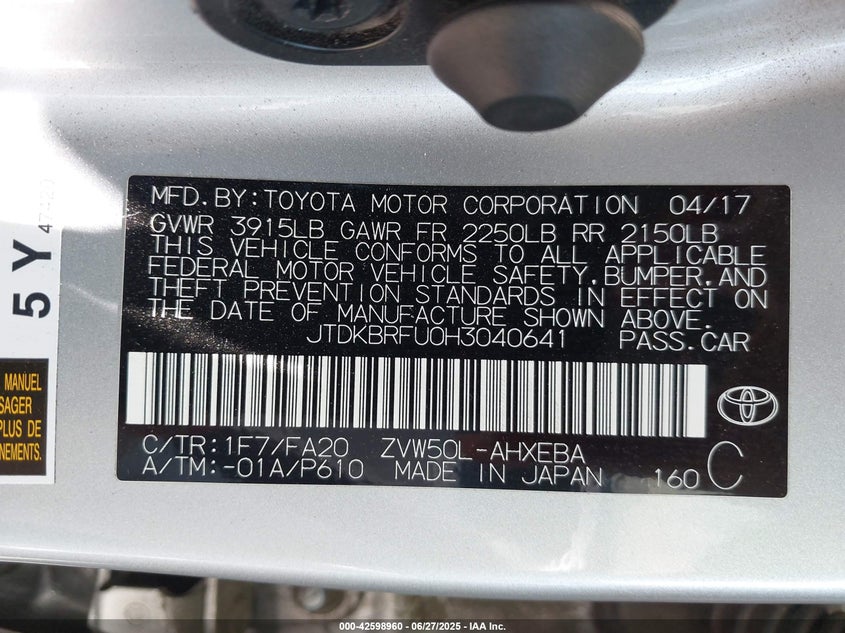 MFD.BY:TOYOTA MOTOR CORPORATION 04/17
GVWR 3915LB GAWR FR 2250LB RR 2150LB
THIS VEHICLE CONFORMS TO ALL APPLICABLE
FEDERAL MOTOR VEHICLE SAFETY,BUMPER,AND
THEFT PREVENTION STANDARDS IN EFFECT ON
THE DATE OF MANUFACTURE SHOWN ABOVE.
JTDKBRFU0H3040641 PASS.CAR
C/TR:1F7/FA20 ZVW50L-AHXEBA
A/TM:-01A/P610 MADE IN JAPAN 160 C
5Y
MANUEL
SAGER
PLUS DE
NEMENTS.
000-42598960 - 06/27/2025 - IAA Inc.